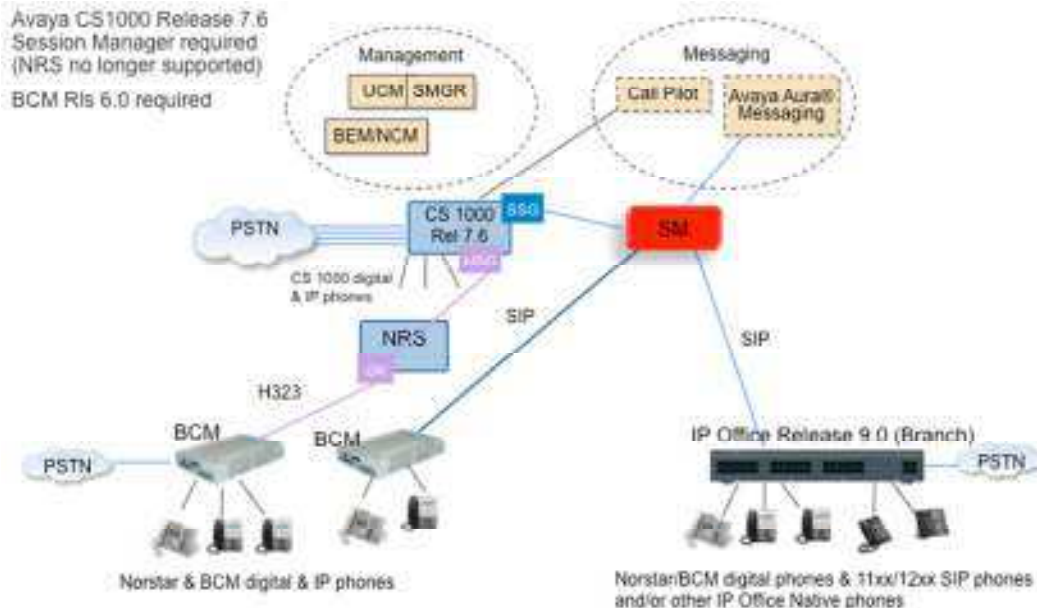 Avaya CS1000 Release 7.6
Session Manager required
(NRS no longer supported)
BCM Rls 6.0 required
Management
UCM SMGR
BEM/NCM
Messaging
Call Pilot
Avaya Aura®
Messaging
PSTN
CS 1000
Rel 7.6
SSG
SM
CS 1000 digital
& IP phones
NRS
SIP
SIP
H323
BCM
BCM
IP Office Release 9.0 (Branch)
PSTN
PSTN
Norstar & BCM digital & IP phones
Norstar/BCM digital phones & 11xx/12xx SIP phones
and/or other IP Office Native phones